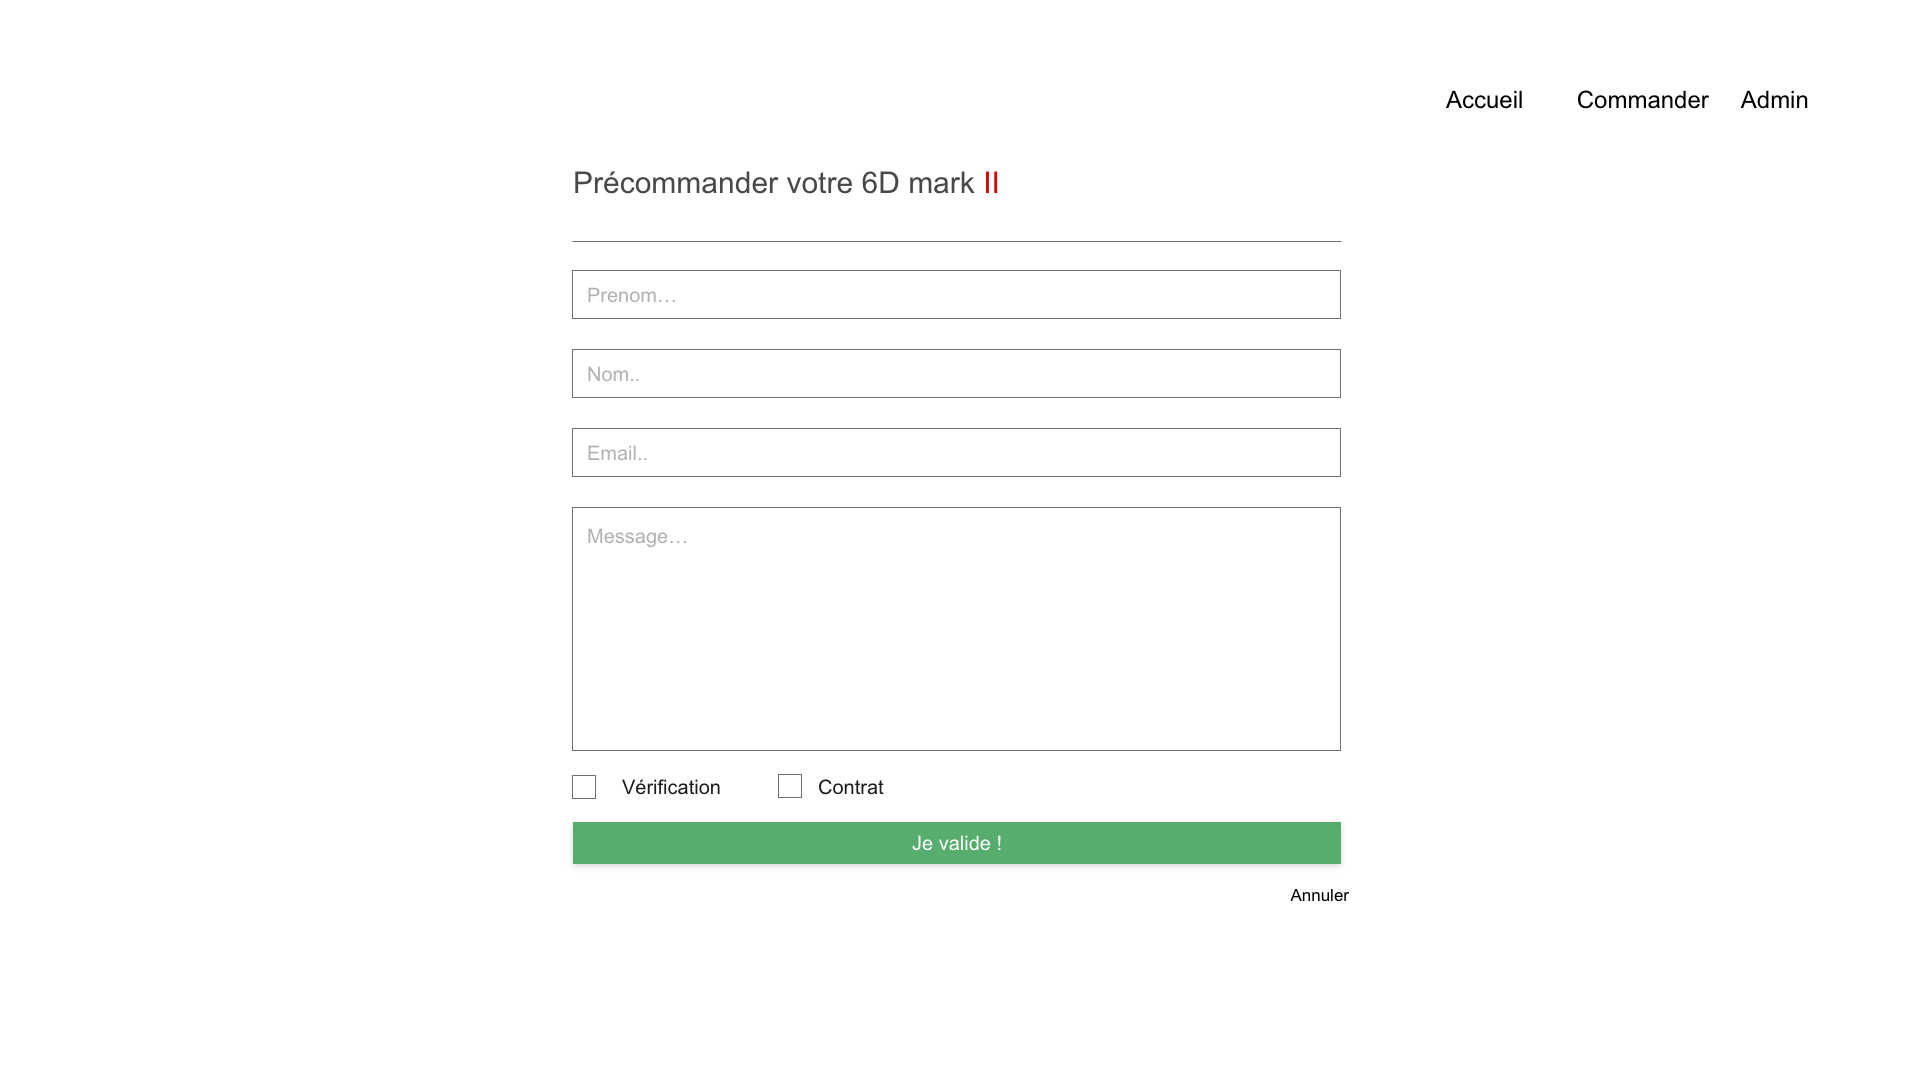 Accueil Commander Admin
Précommander votre 6D mark II
Prenom…
Nom..
Email..
Message…
Vérification Contrat
Je valide !
Annuler